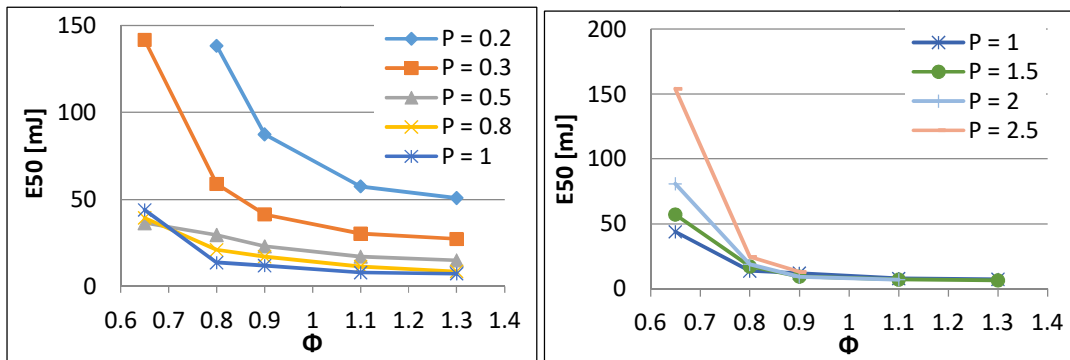 150
100
50
0
E50 [mJ]
0.6 0.7 0.8 0.9 1 1.1 1.2 1.3 1.4
Φ
P = 0.2
P = 0.3
P = 0.5
P = 0.8
P = 1
200
150
100
50
0
E50 [mJ]
0.6 0.7 0.8 0.9 1 1.1 1.2 1.3 1.4
Φ
P = 1
P = 1.5
P = 2
P = 2.5